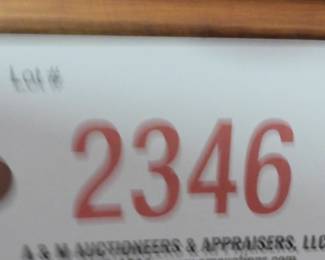 Lot #
2346
A & M AUCTIONEERS & APPRAISERS, LLC